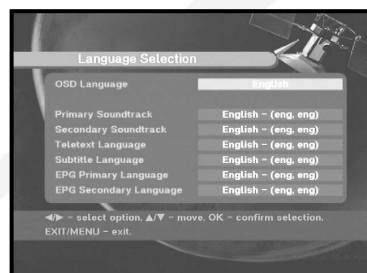 Language Selection
OSD Language English
Primary Soundtrack English - (eng, eng)
Secondary Soundtrack English - (eng, eng)
Teletext Language English - (eng, eng)
Subtitle Language English - (eng, eng)
EPG Primary Language English - (eng, eng)
EPG Secondary Language English - (eng, eng)
◀/▶ - select option, ▲/▼ - move, OK - confirm selection,
EXIT/MENU - exit.